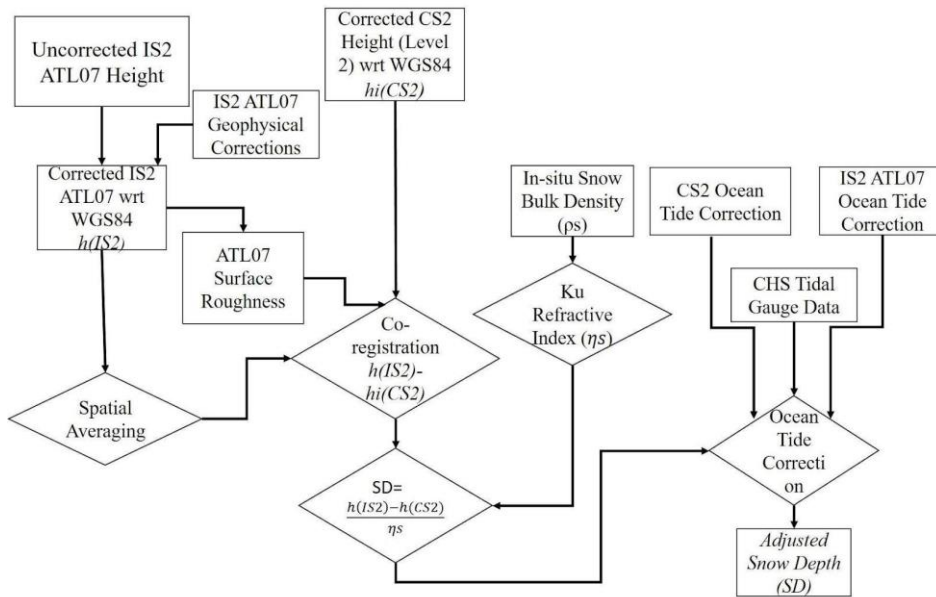 Uncorrected IS2
ATL07 Height
Corrected CS2
Height (Level
2) wrt WGS84
hi(CS2)
IS2 ATL07
Geophysical
Corrections
Corrected IS2
ATL07 wrt
WGS84
h(IS2)
ATL07
Surface
Roughness
In-situ Snow
Bulk Density
(ρs)
CS2 Ocean
Tide Correction
IS2 ATL07
Ocean Tide
Correction
CHS Tidal
Gauge Data
Ku
Refractive
Index (ηs)
Co-
registration
h(IS2)-
hi(CS2)
Spatial
Averaging
Ocean
Tide
Correcti
on
SD=
h(IS2)−h(CS2)
ηs
Adjusted
Snow Depth
(SD)